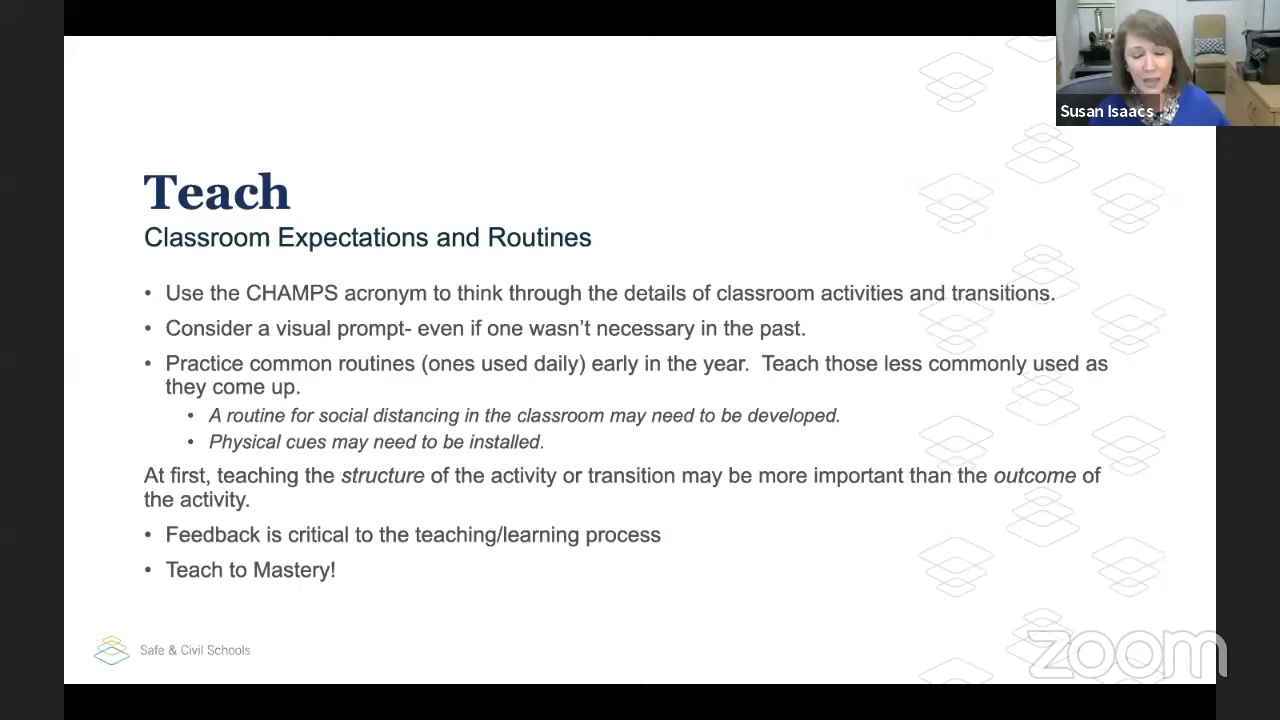 Susan Isaacs
Teach
Classroom Expectations and Routines
• Use the CHAMPS acronym to think through the details of classroom activities and transitions.
• Consider a visual prompt- even if one wasn't necessary in the past.
• Practice common routines (ones used daily) early in the year.  Teach those less commonly used as
they come up.
• A routine for social distancing in the classroom may need to be developed.
• Physical cues may need to be installed.
At first, teaching the structure of the activity or transition may be more important than the outcome of
the activity.
• Feedback is critical to the teaching/learning process
• Teach to Mastery!
Safe & Civil Schools
zoom